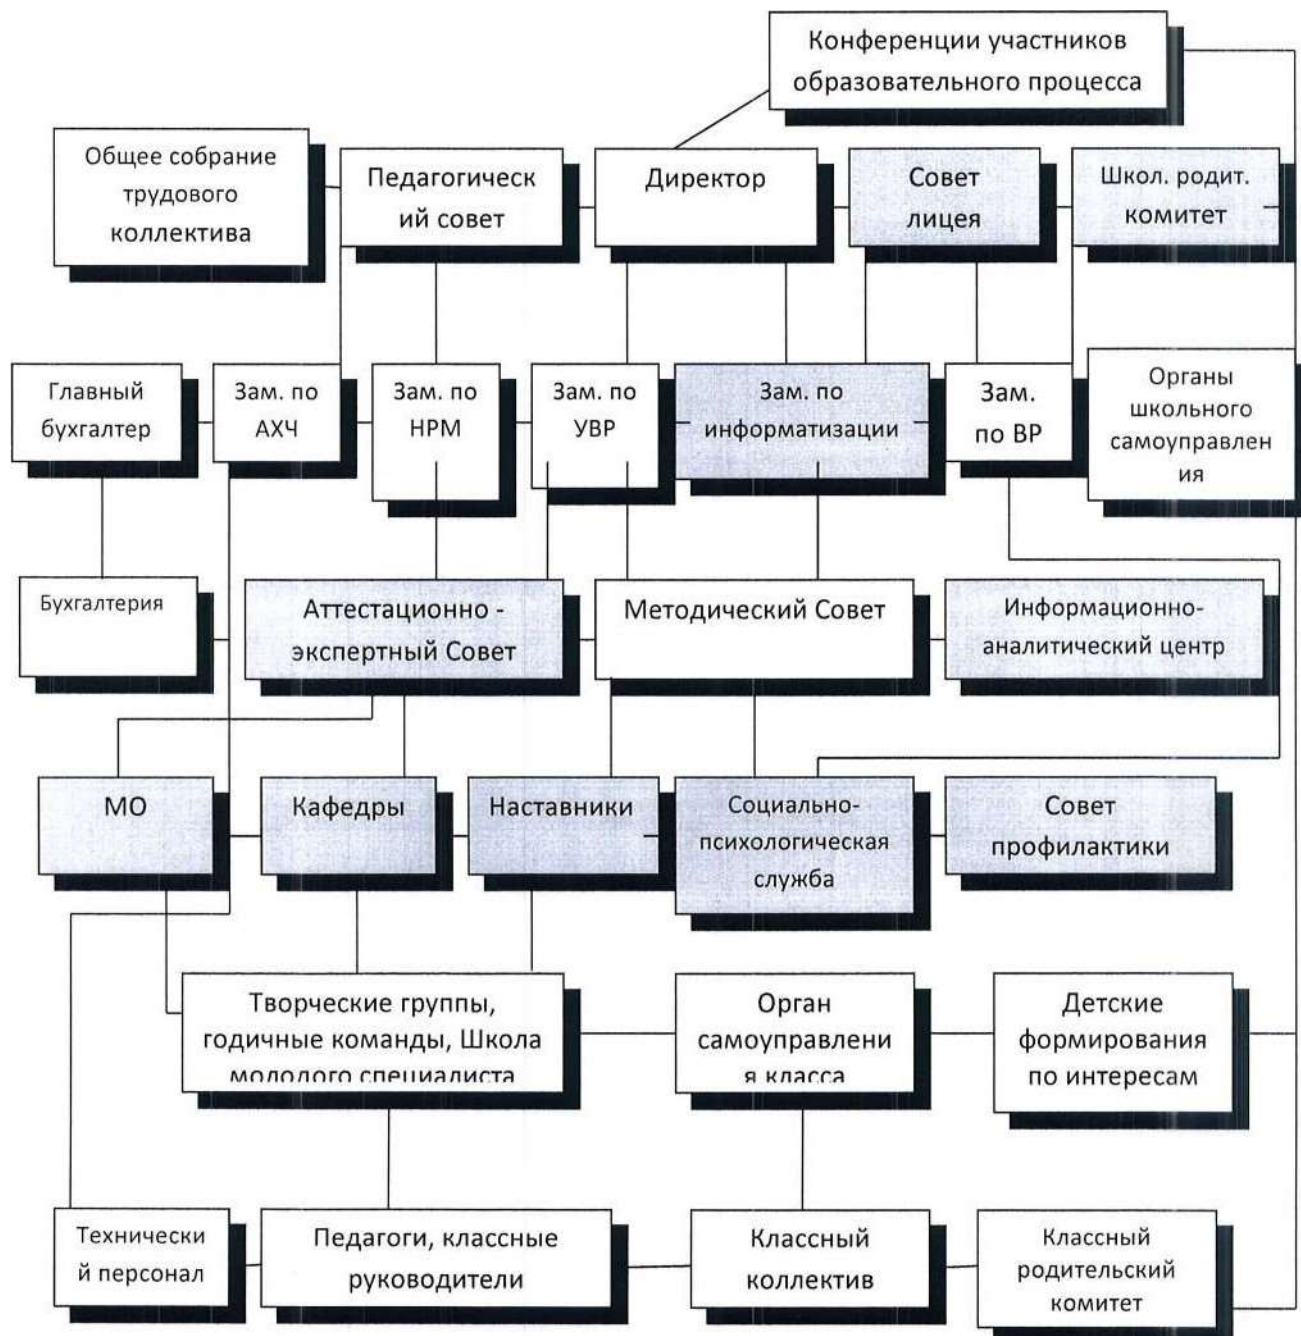 Конференции участников
образовательного процесса
Общее собрание
трудового
коллектива
Педагогическ
ий совет
Директор
Совет
лицея
Школ. родит.
комитет
Главный
бухгалтер
Зам. по
АХЧ
Зам. по
НРМ
Зам. по
УВР
Зам. по
информатизации
Зам.
по ВР
Органы
школьного
самоуправлен
ия
Бухгалтерия
Аттестационно -
экспертный Совет
Методический Совет
Информационно-
аналитический центр
МО
Кафедры
Наставники
Социально-
психологическая
служба
Совет
профилактики
Творческие группы,
годичные команды, Школа
молодого специалиста
Орган
самоуправлени
я класса
Детские
формирования
по интересам
Технически
й персонал
Педагоги, классные
руководители
Классный
коллектив
Классный
родительский
комитет